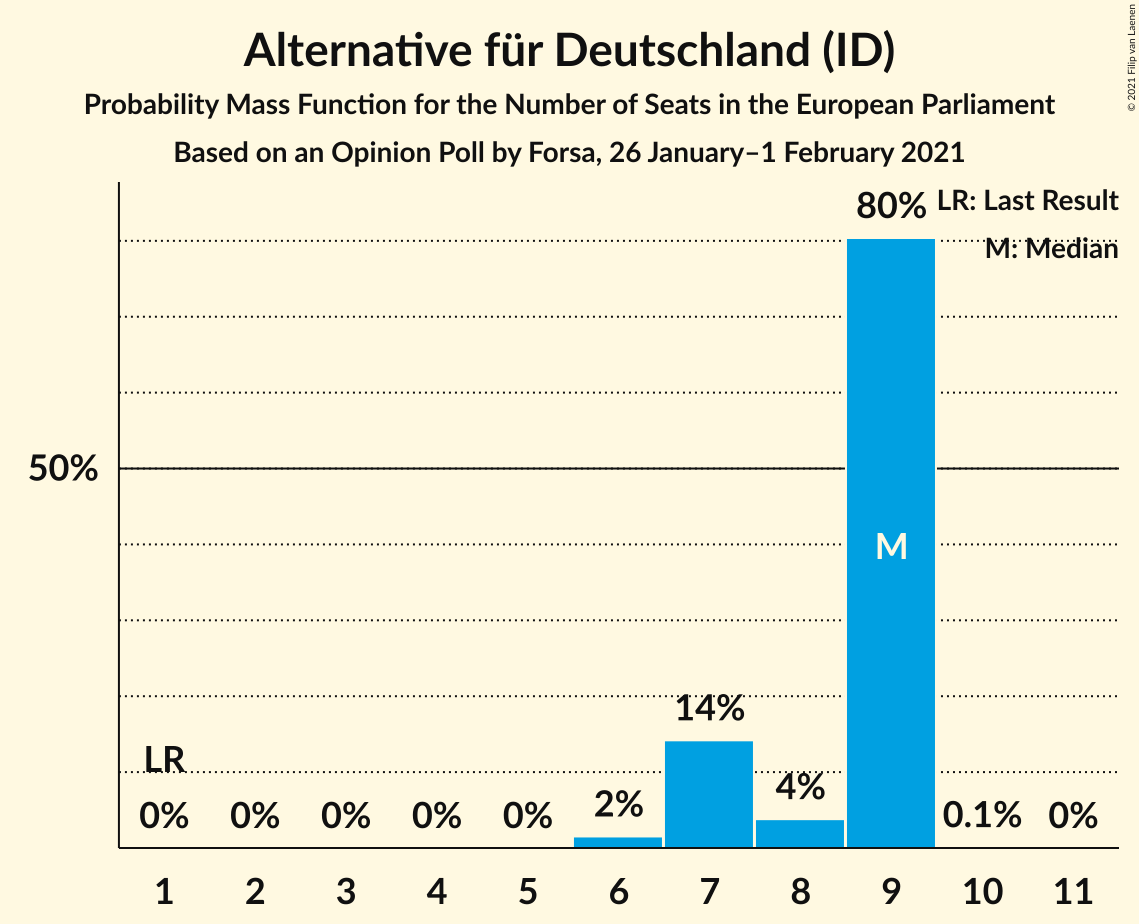 Alternative für Deutschland (ID)
Probability Mass Function for the Number of Seats in the European Parliament
Based on an Opinion Poll by Forsa, 26 January–1 February 2021
© 2021 Filip van Laenen
LR: Last Result
M: Median
80%
50%
M
14%
LR
0% 0% 0% 0% 0% 2% 4% 0.1% 0%
1 2 3 4 5 6 7 8 9 10 11